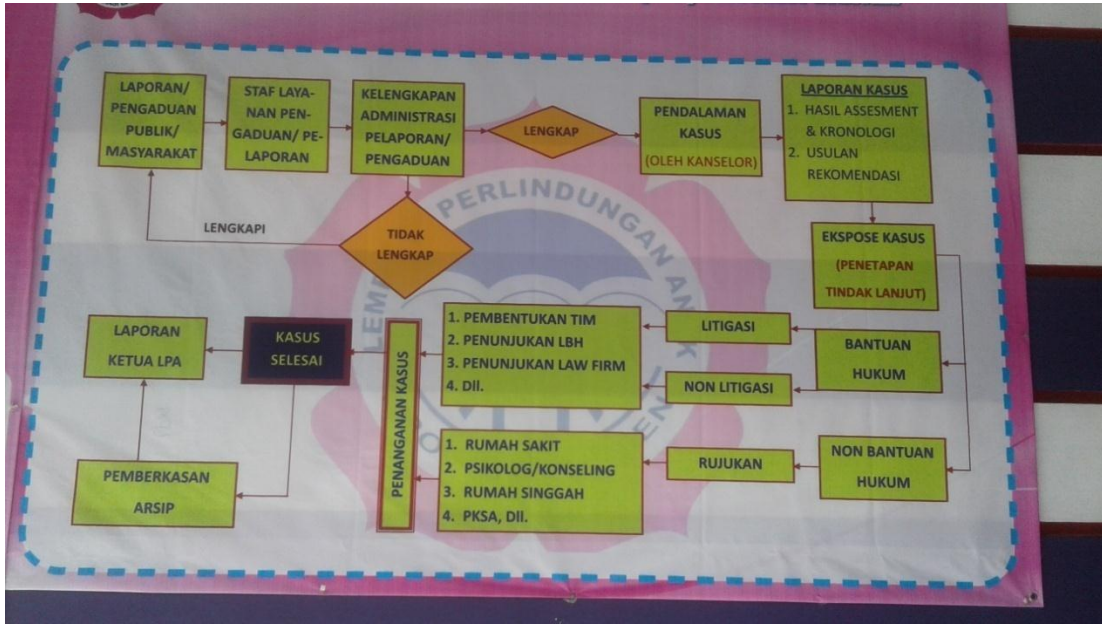 LAPORAN/
PENGADUAN
PUBLIK/
MASYARAKAT
STAF LAYA-
NAN PEN-
GADUAN/ PE-
LAPORAN
KELENGKAPAN
ADMINISTRASI
PELAPORAN/
PENGADUAN
LENGKAP
PENDALAMAN
KASUS
(OLEH KANSELOR)
LAPORAN KASUS
1. HASIL ASSESMENT
& KRONOLOGI
2. USULAN
REKOMENDASI
LENGKAPI
TIDAK
LENGKAP
PERLINDUNGAN
EKSPOSE KASUS
(PENETAPAN
TINDAK LANJUT)
LAPORAN
KETUA LPA
KASUS
SELESAI
PENANGANAN KASUS
1. PEMBENTUKAN TIM
2. PENUNJUKAN LBH
3. PENUNJUKAN LAW FIRM
4. Dll.
LITIGASI
NON LITIGASI
BANTUAN
HUKUM
PEMBERKASAN
ARSIP
1. RUMAH SAKIT
2. PSIKOLOG/KONSELING
3. RUMAH SINGGAH
4. PKSA, Dll.
RUJUKAN
NON BANTUAN
HUKUM